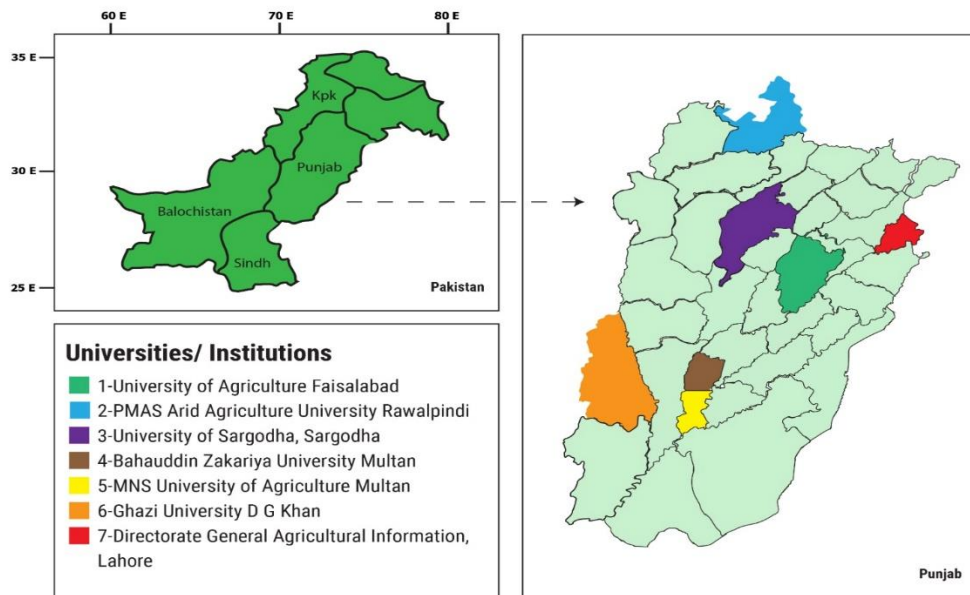 60 E 70 E 80 E
35 E
30 E
25 E
Kpk
Punjab
Balochistan
Sindh
Pakistan
Universities/ Institutions
1-University of Agriculture Faisalabad
2-PMAS Arid Agriculture University Rawalpindi
3-University of Sargodha, Sargodha
4-Bahauddin Zakariya University Multan
5-MNS University of Agriculture Multan
6-Ghazi University D G Khan
7-Directorate General Agricultural Information,
Lahore
Punjab